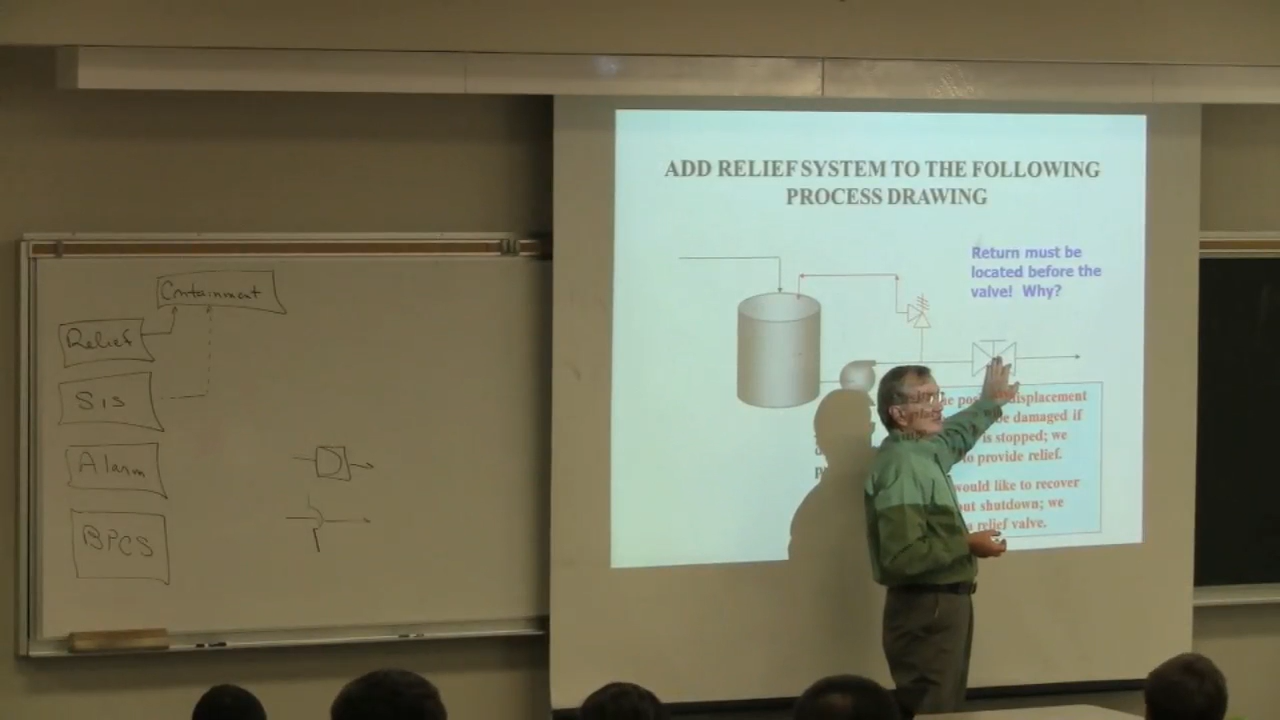 Containment
Relief
SIS
Alarm
BPCS
ADD RELIEF SYSTEM TO THE FOLLOWING
PROCESS DRAWING
Return must be
located before the
valve! Why?
displacement
be damaged if
is stopped; we
to provide relief.
would like to recover
shutdown; we
a relief valve.